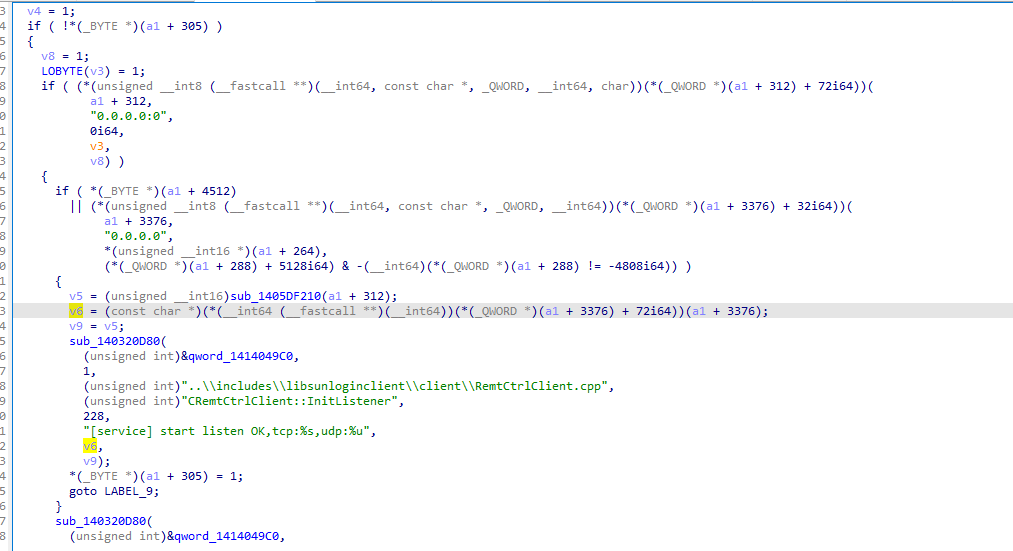 3 v4 = 1;
4 if ( !*(_BYTE *)(a1 + 305) )
5 {
6 v8 = 1;
7 LOBYTE(v3) = 1;
8 if ( (*(unsigned __int8 (__fastcall **)(__int64, const char *, _QWORD, __int64, char))(*(_QWORD *)(a1 + 312) + 72i64))(
9 a1 + 312,
0 "0.0.0.0:0",
1 0i64,
2 v3,
3 v8) )
4 {
5 if ( *(_BYTE *)(a1 + 4512)
6 || (*(unsigned __int8 (__fastcall **)(__int64, const char *, _QWORD, __int64))(*(_QWORD *)(a1 + 3376) + 32i64))(
7 a1 + 3376,
8 "0.0.0.0",
9 *(unsigned __int16 *)(a1 + 264),
0 (*(_QWORD *)(a1 + 288) + 5128i64) & -(__int64)(*(_QWORD *)(a1 + 288) != -4808i64)) )
1 {
2 v5 = (unsigned __int16)sub_1405DF210(a1 + 312);
3 v6 = (const char *)(*(__int64 (__fastcall **)(__int64))(*(_QWORD *)(a1 + 3376) + 72i64))(a1 + 3376);
4 v9 = v5;
5 sub_140320D80(
6 (unsigned int)&qword_1414049C0,
7 1,
8 (unsigned int)"..\\includes\\libsunloginclient\\client\\RemtCtrlClient.cpp",
9 (unsigned int)"CRemtCtrlClient::InitListener",
0 228,
1 "[service] start listen OK,tcp:%s,udp:%u",
2 v6,
3 v9);
4 *(_BYTE *)(a1 + 305) = 1;
5 goto LABEL_9;
6 }
7 sub_140320D80(
8 (unsigned int)&qword_1414049C0,